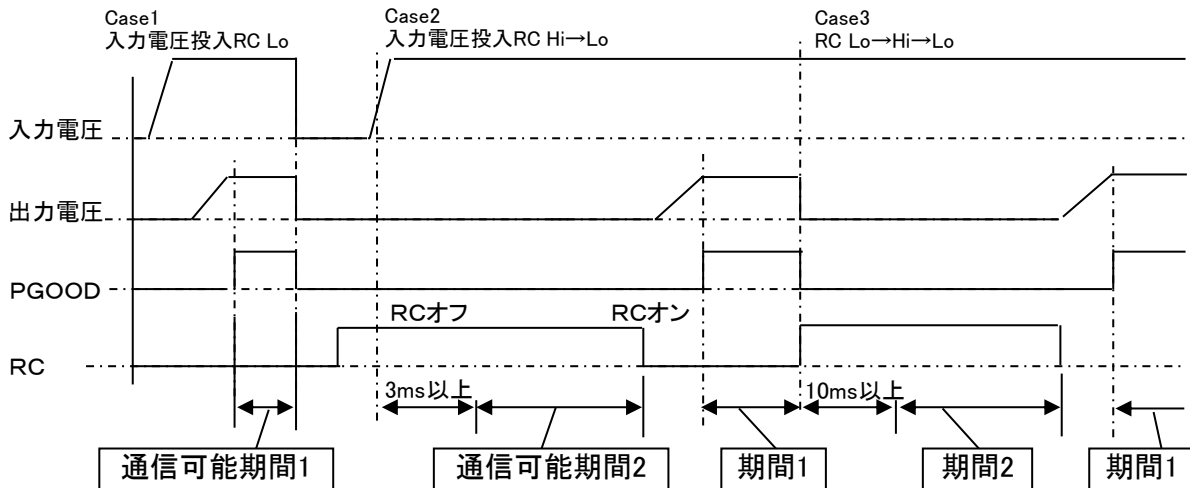 Case1
入力電圧投入RC Lo
Case2
入力電圧投入RC Hi→Lo
Case3
RC Lo→Hi→Lo
入力電圧
出力電圧
PGOOD
RCオフ
RCオン
RC
3ms以上
10ms以上
通信可能期間1
通信可能期間2
期間1
期間2
期間1